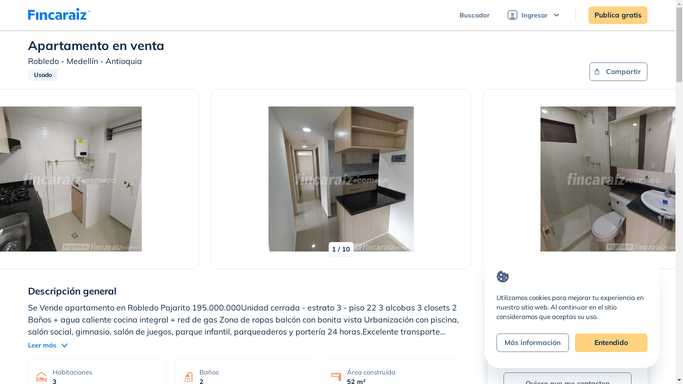 Fincaraiz
Buscador
Ingresar
Publica gratis
Apartamento en venta
Robledo - Medellín - Antioquia
Usado
Compartir
fincaraiz
fincaraiz
fincaraiz
1 / 10
Descripción general
Se Vende apartamento en Robledo Pajarito 195.000.000Unidad cerrada - estrato 3 - piso 22 3 alcobas 3 closets 2
Baños + agua caliente cocina integral + red de gas Zona de ropas balcón con bonita vista Urbanización con piscina,
salón social, gimnasio, salón de juegos, parque infantil, parqueaderos y portería 24 horas.Excelente transporte...
Leer más
Habitaciones
3
Baños
2
Área construida
52 m²
Utilizamos cookies para mejorar tu experiencia en
nuestro sitio web. Al continuar en el sitio
consideramos que aceptas su uso.
Más información
Entendido
Quiero que me contacten